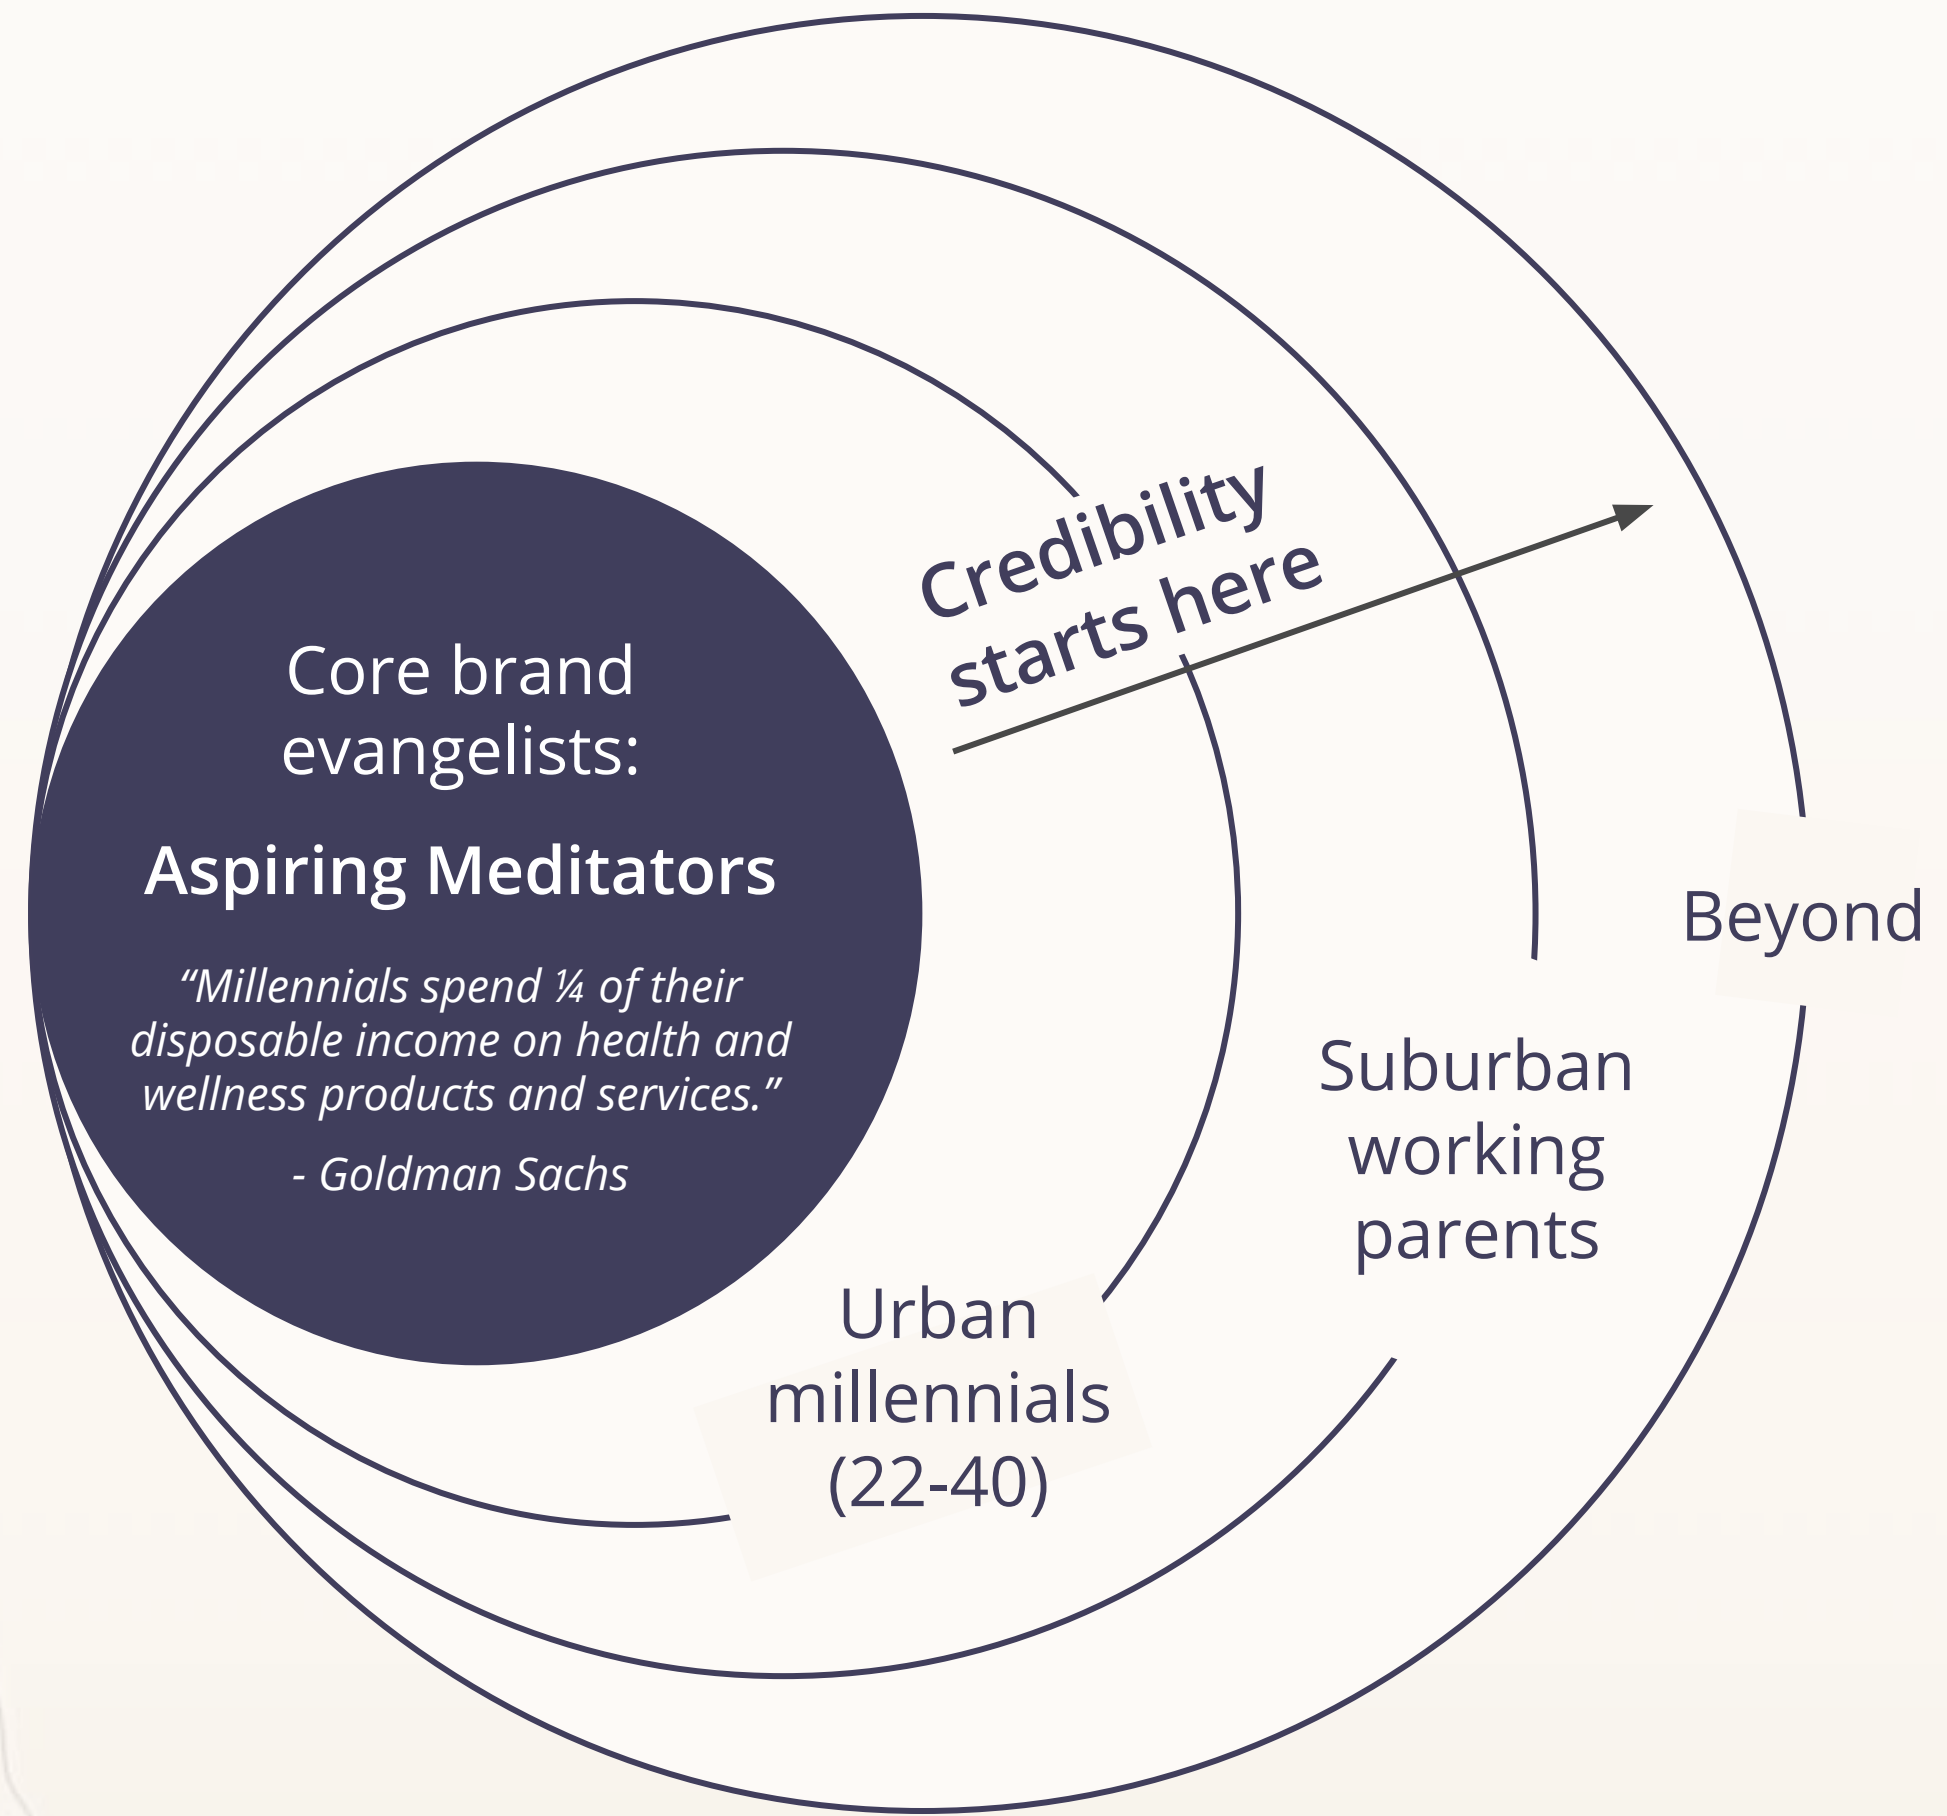 Credibility
starts here
Core brand
evangelists:
Aspiring Meditators
“Millennials spend ¼ of their
disposable income on health and
wellness products and services.”
- Goldman Sachs
Beyond
Suburban
working
parents
Urban
millennials
(22-40)